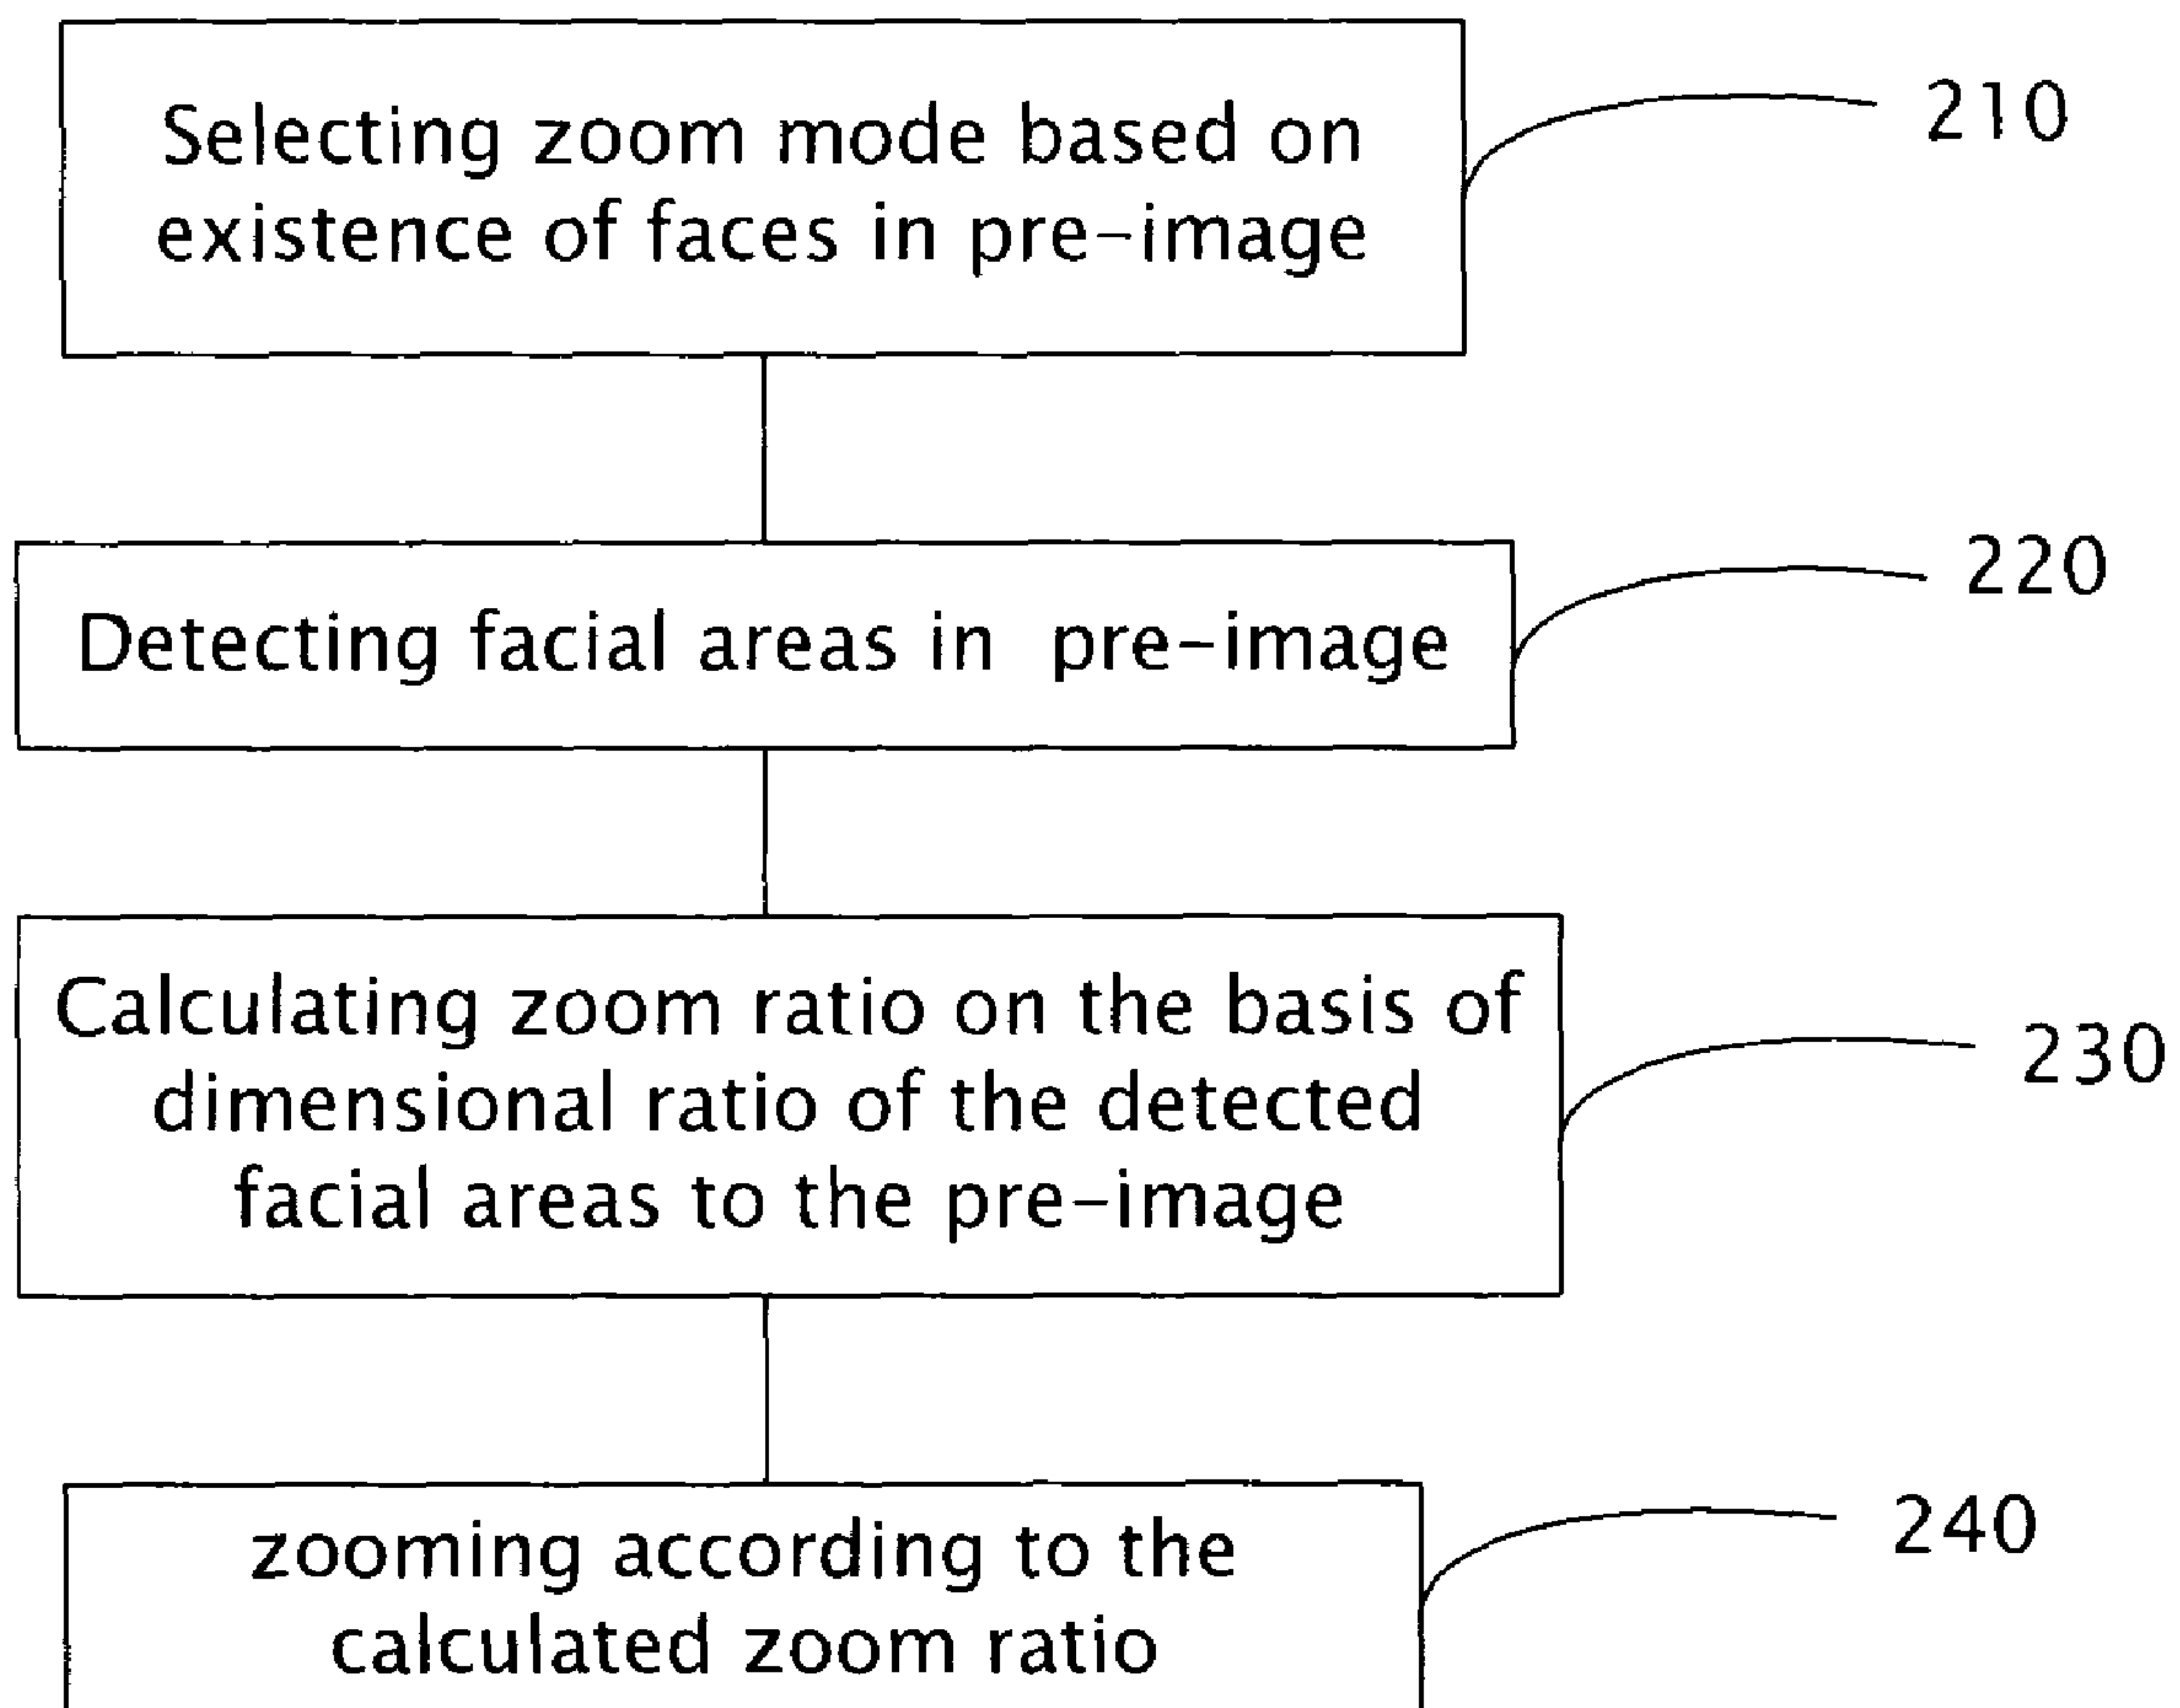 Selecting zoom mode based on
existence of faces in pre-image
210
Detecting facial areas in pre-image
220
Calculating zoom ratio on the basis of
dimensional ratio of the detected
facial areas to the pre-image
230
zooming according to the
calculated zoom ratio
240